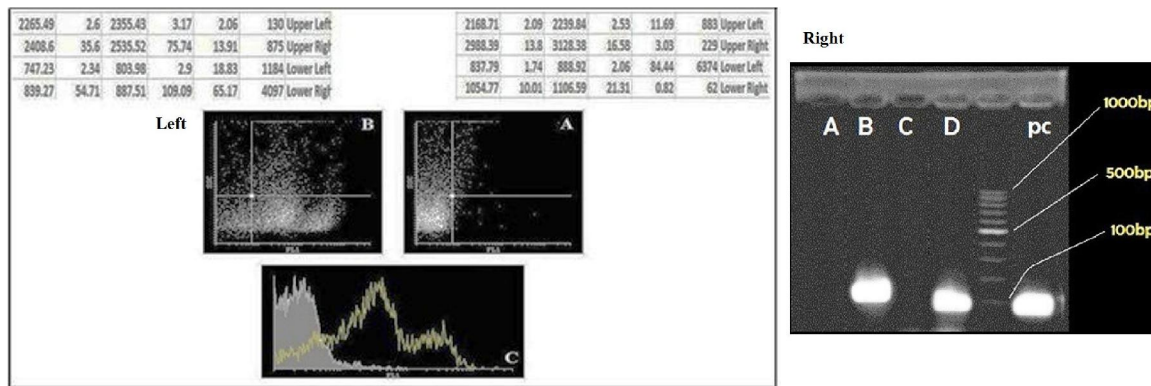 2265.49 2.6 2355.43 3.17 2.06 130 Upper Left
2408.6 35.6 2535.52 75.74 13.91 875 Upper Righ
747.23 2.34 803.98 2.9 18.83 1184 Lower Left
839.27 54.71 887.51 109.09 65.17 4097 Lower Righ
2168.71 2.09 2239.84 2.53 11.69 883 Upper Left
2988.39 13.8 3128.38 16.58 3.03 229 Upper Right
837.79 1.74 888.92 2.06 84.44 6374 Lower Left
1054.77 10.01 1106.59 21.31 0.82 62 Lower Right
Left
B
A
C
Right
A B C D pc
1000bp
500bp
100bp